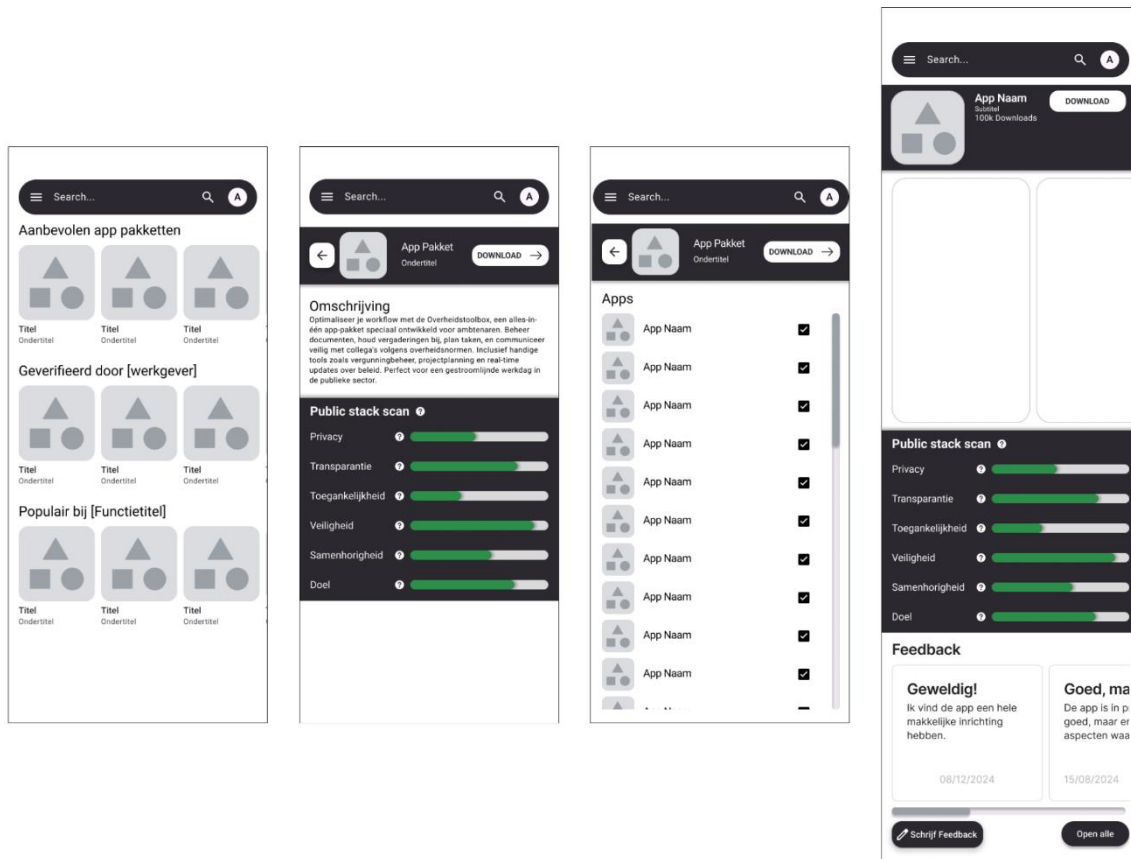 Search...
A
Aanbevolen app pakketten
Titel Titel Titel
Ondertitel Ondertitel Ondertitel
Geverifieerd door [werkgever]
Titel Titel Titel
Ondertitel Ondertitel Ondertitel
Populair bij [Functietitel]
Titel Titel Titel
Ondertitel Ondertitel Ondertitel
Search...
A
App Pakket
Ondertitel
DOWNLOAD
Omschrijving
Optimaliseer je workflow met de Overheidstoolbox, een alles-in-
één app-pakket speciaal ontwikkeld voor ambtenaren. Beheer
documenten, houd vergaderingen bij, plan taken, en communiceer
veilig met collega's volgens overheidsnormen. Inclusief handige
tools zoals vergunningbeheer, projectplanning en real-time
updates over beleid. Perfect voor een gestroomlijnde werkdag in
de publieke sector.
Public stack scan ?
Privacy ?
Transparantie ?
Toegankelijkheid ?
Veiligheid ?
Samenhorigheid ?
Doel ?
Search...
A
App Pakket
Ondertitel
DOWNLOAD
Apps
App Naam
App Naam
App Naam
App Naam
App Naam
App Naam
App Naam
App Naam
App Naam
App Naam
Search...
A
App Naam
Subtitel
100k Downloads
DOWNLOAD
Public stack scan ?
Privacy ?
Transparantie ?
Toegankelijkheid ?
Veiligheid ?
Samenhorigheid ?
Doel ?
Feedback
Geweldig!
Ik vind de app een hele
makkelijke inrichting
hebben.
08/12/2024
Goed, ma
De app is in p
goed, maar er
aspecten waa
15/08/2024
Schrijf Feedback
Open alle